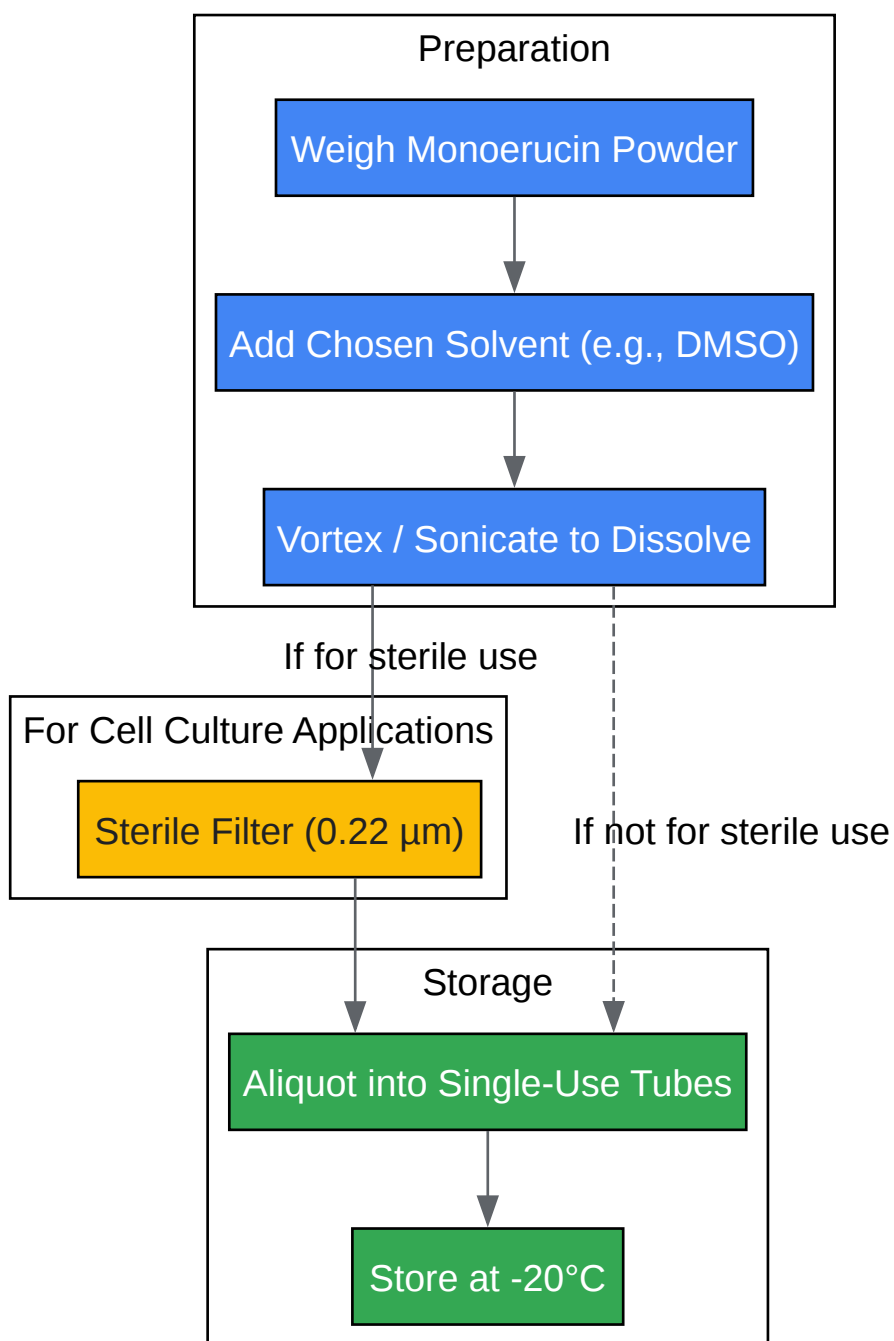 Preparation
Weigh Monoerucin Powder
Add Chosen Solvent (e.g., DMSO)
Vortex / Sonicate to Dissolve
If for sterile use
For Cell Culture Applications
Sterile Filter (0.22 µm)
If not for sterile use
Storage
Aliquot into Single-Use Tubes
Store at -20°C